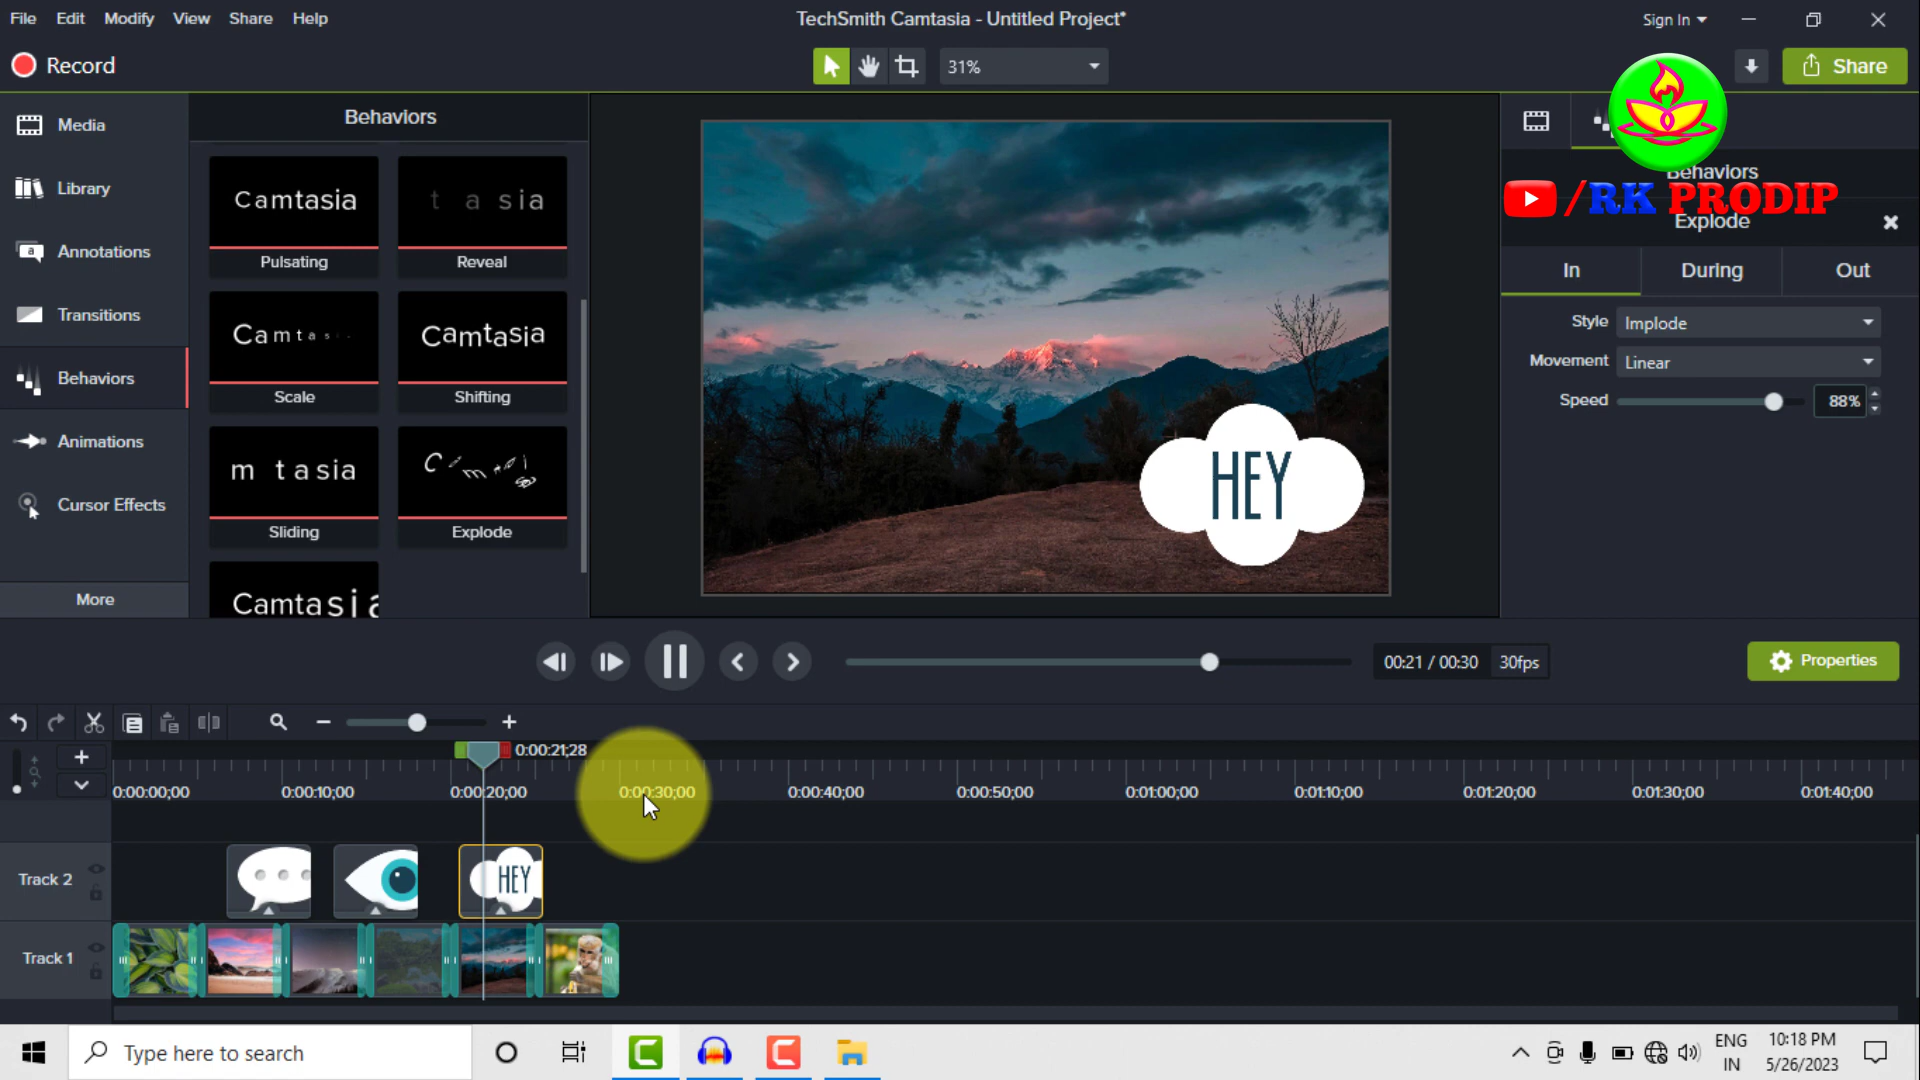 File Edit Modify View Share Help
TechSmith Camtasia - Untitled Project*
Sign In
Record
31%
Share
Media
Library
Annotations
Transitions
Behaviors
Animations
Cursor Effects
More
Behaviors
Camtasia
Pulsating
t a sia
Reveal
Camtas
Scale
Camtasia
Shifting
m tasia
Sliding
Explode
Camtasia
HEY
Behaviors
/RK PRODIP
Explode
In During Out
Style Implode
Movement Linear
Speed 88%
00:21 / 00:30 30fps
Properties
0:00:21;28
0:00:00;00 0:00:10;00 0:00:20;00 0:00:30;00 0:00:40;00 0:00:50;00 0:01:00;00 0:01:10;00 0:01:20;00 0:01:30;00 0:01:40;00
Track 2
HEY
Track 1
Type here to search
ENG
IN
10:18 PM
5/26/2023